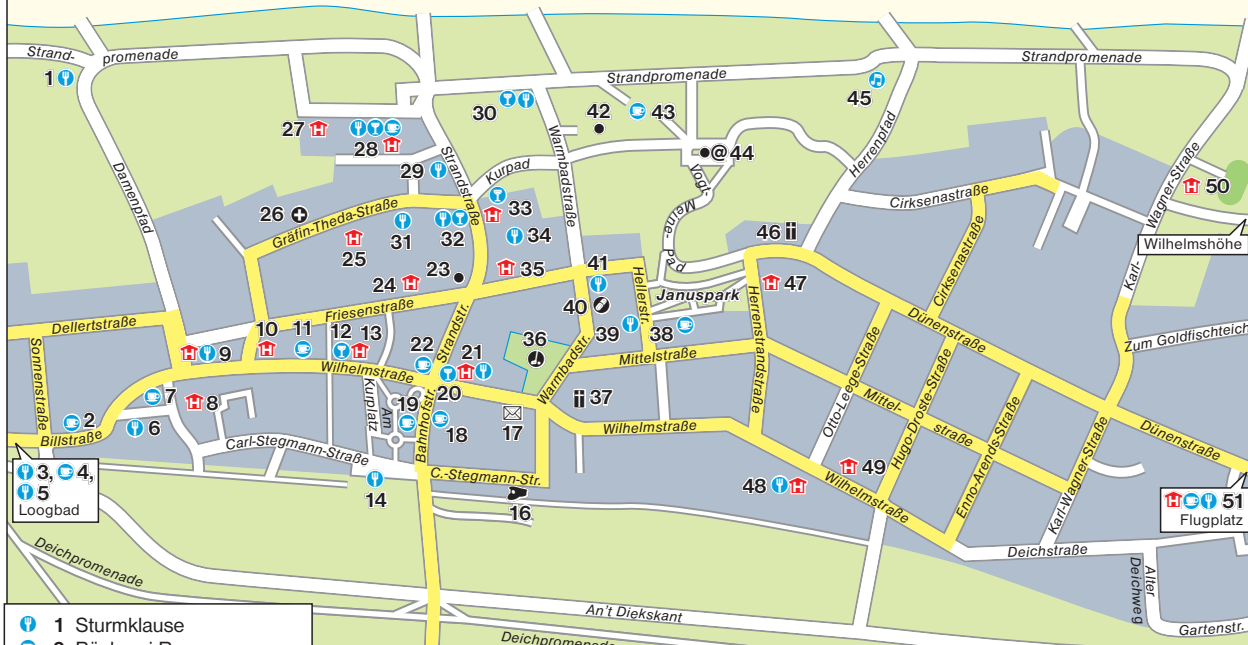 Strand-
promenade
Strandpromenade
Strandpromenade
1
45
30
42
43
27
28
29
@ 44
Kurpad
Strandstraße
Warmbadstraße
Vogt-
Meine-
Pad
Herrenpfad
Damenpfad
Cirksenastraße
Cirksenastraße
Karl-
Wagner-Straße
50
Wilhelmshöhe
26
Gräfin-Theda-Straße
31
32
33
34
25
24
23
35
41
40
39
38
Hellerstr.
Januspark
46
47
Herrenstrandstraße
Dünenstraße
Dünenstraße
Zum Goldfischteich
Dellertstraße
Friesenstraße
Sonnenstraße
9
10
11
12
13
22
Strandstr.
21
20
36
Warmbadstr.
Mittelstraße
Wilhelmstraße
Otto-Leege-Straße
Hugo-Droste-Straße
Mittel-
straße
Enno-Arends-Straße
Karl-Wagner-Straße
2
7
8
6
Kurplatz
Am
19
18
17
37
Wilhelmstraße
Wilhelmstraße
Billstraße
Carl-Stegmann-Straße
Bahnhofstr.
C.-Stegmann-Str.
3, 4,
5
Loogbad
14
16
48
49
51
Flugplatz
Deichstraße
Alter
Deichweg
Gartenstr.
Deichpromenade
An't Diekskant
Deichpromenade
1 Sturmklause